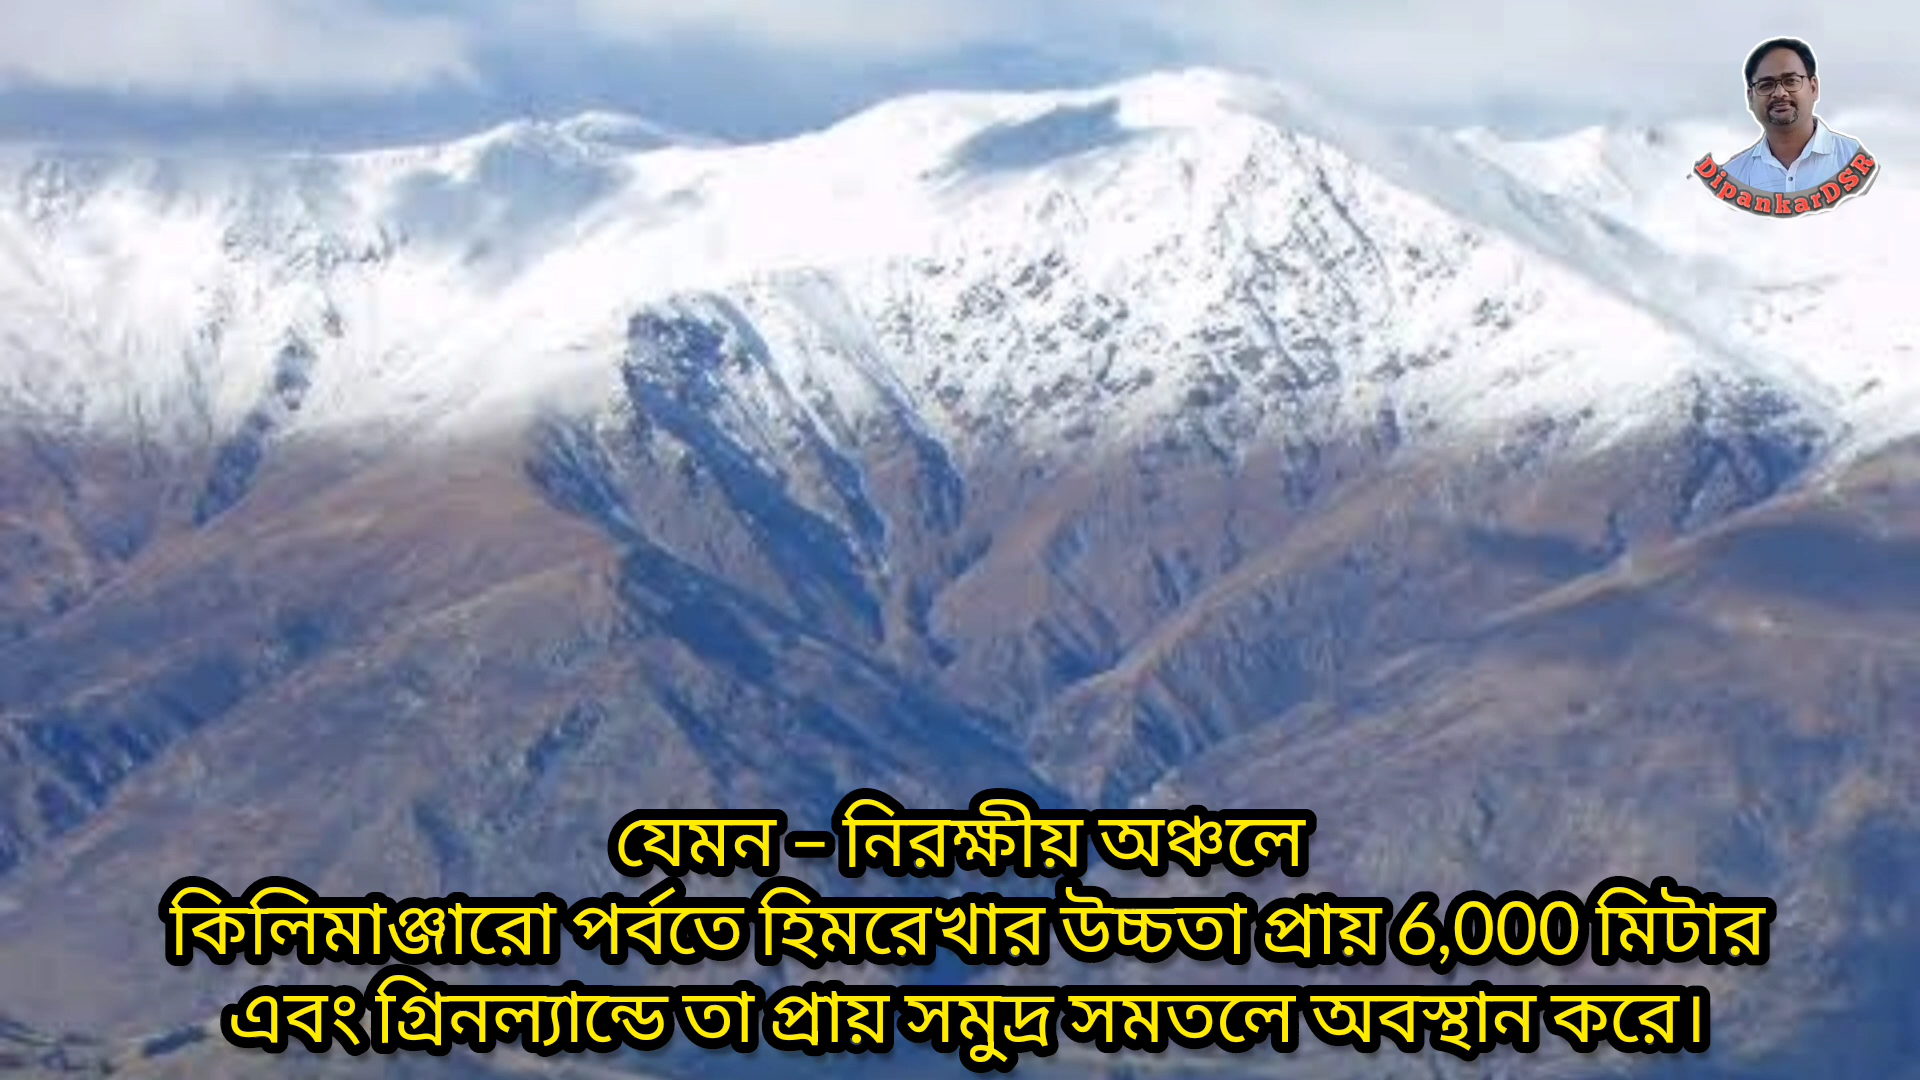 DipankarDSR
যেমন – নিরক্ষীয় অঞ্চলে
কিলিমাঞ্জারো পর্বতে হিমরেখার উচ্চতা প্রায় 6,000 মিটার
এবং গ্রিনল্যান্ডে তা প্রায় সমুদ্র সমতলে অবস্থান করে।